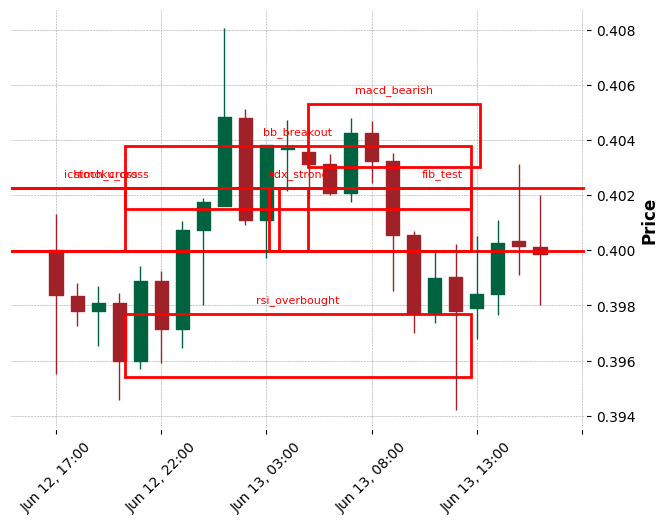 0.408
0.406
macd_bearish
0.404
bb_breakout
ichimoku_cross
stoch_cross
adx_strong
fib_test
0.402
Price
0.400
0.398
rsi_overbought
0.396
0.394
Jun 12, 17:00
Jun 12, 22:00
Jun 13, 03:00
Jun 13, 08:00
Jun 13, 13:00